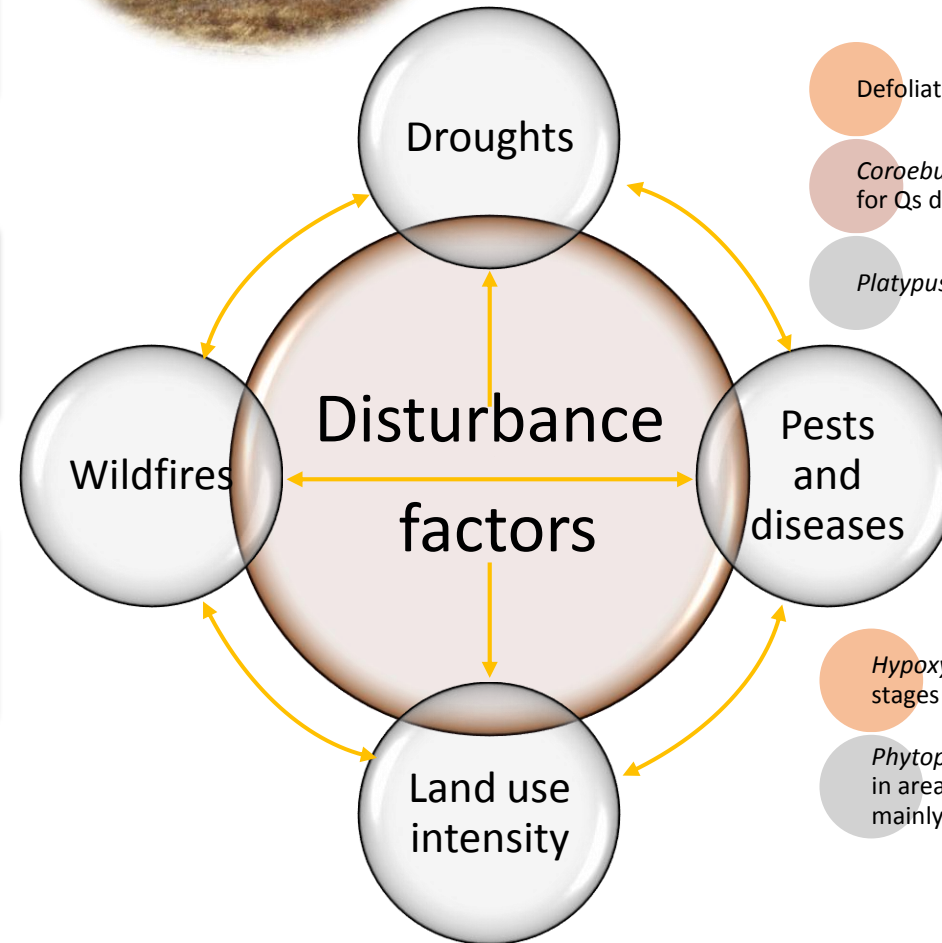 Droughts
Defoliat
Coroebu
for Qs d
Platypus
Disturbance
factors
Wildfires
Pests
and
diseases
Hypoxy
stages
Phytop
in area
mainly
Land use
intensity